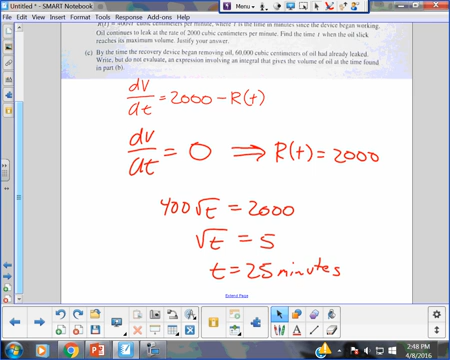 Untitled * - SMART Notebook
File Edit View Insert Format Tools Add-ons Help
cubic centimeters per minute, where t is the time in minutes since the device began working.
Oil continues to leak at the rate of 2000 cubic centimeters per minute. Find the time t when the oil slick
reaches its maximum volume. Justify your answer.
(c) By the time the recovery device began removing oil, 60,000 cubic centimeters of oil had already leaked.
Write, but do not evaluate, an expression involving an integral that gives the volume of oil at the time found
in part (b).
dV/dt = 2000 - R(t)
dV/dt = 0 ⟹ R(t) = 2000
400√t = 2000
√t = 5
t = 25 minutes
Extend Page
2:48 PM
4/8/2016